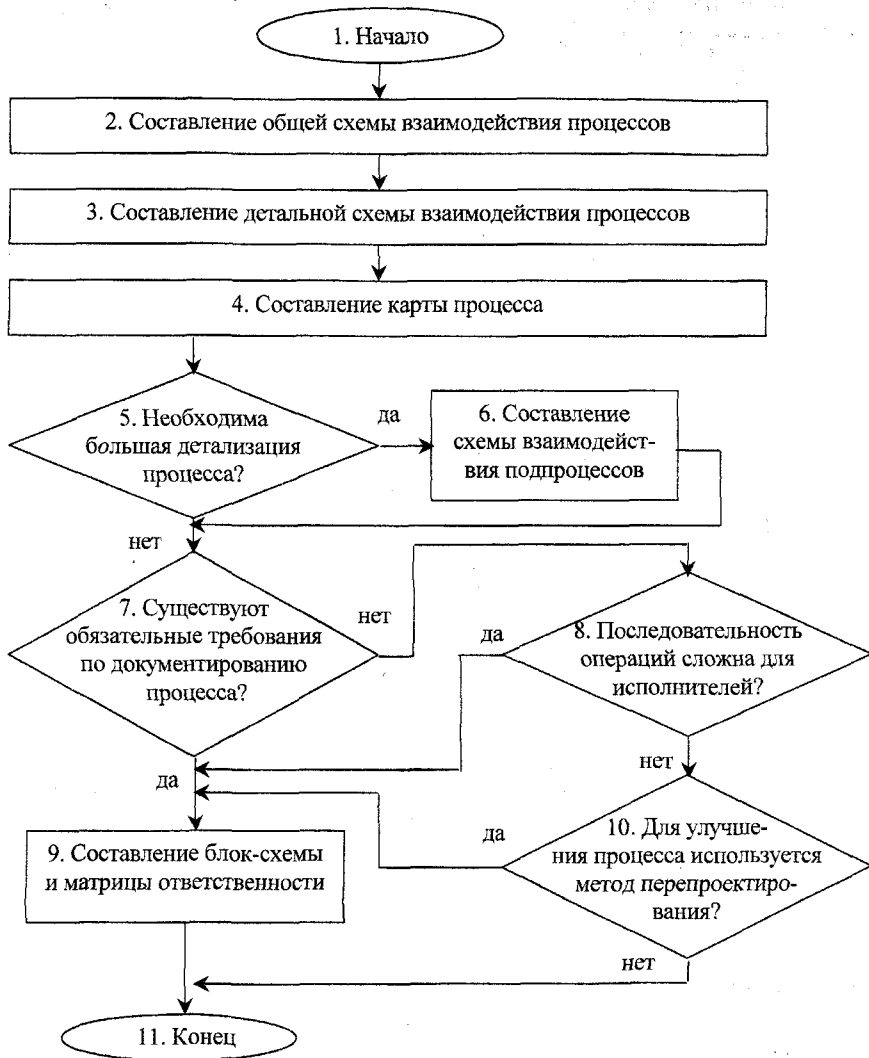 1. Начало
2. Составление общей схемы взаимодействия процессов
3. Составление детальной схемы взаимодействия процессов
4. Составление карты процесса
5. Необходима
большая детализация
процесса?
да
6. Составление
схемы взаимодейст-
вия подпроцессов
нет
7. Существуют
обязательные требования
по документированию
процесса?
нет
да
8. Последовательность
операций сложна для
исполнителей?
да
нет
9. Составление блок-схемы
и матрицы ответственности
да
10. Для улучше-
ния процесса используется
метод перепроектиро-
вания?
нет
11. Конец